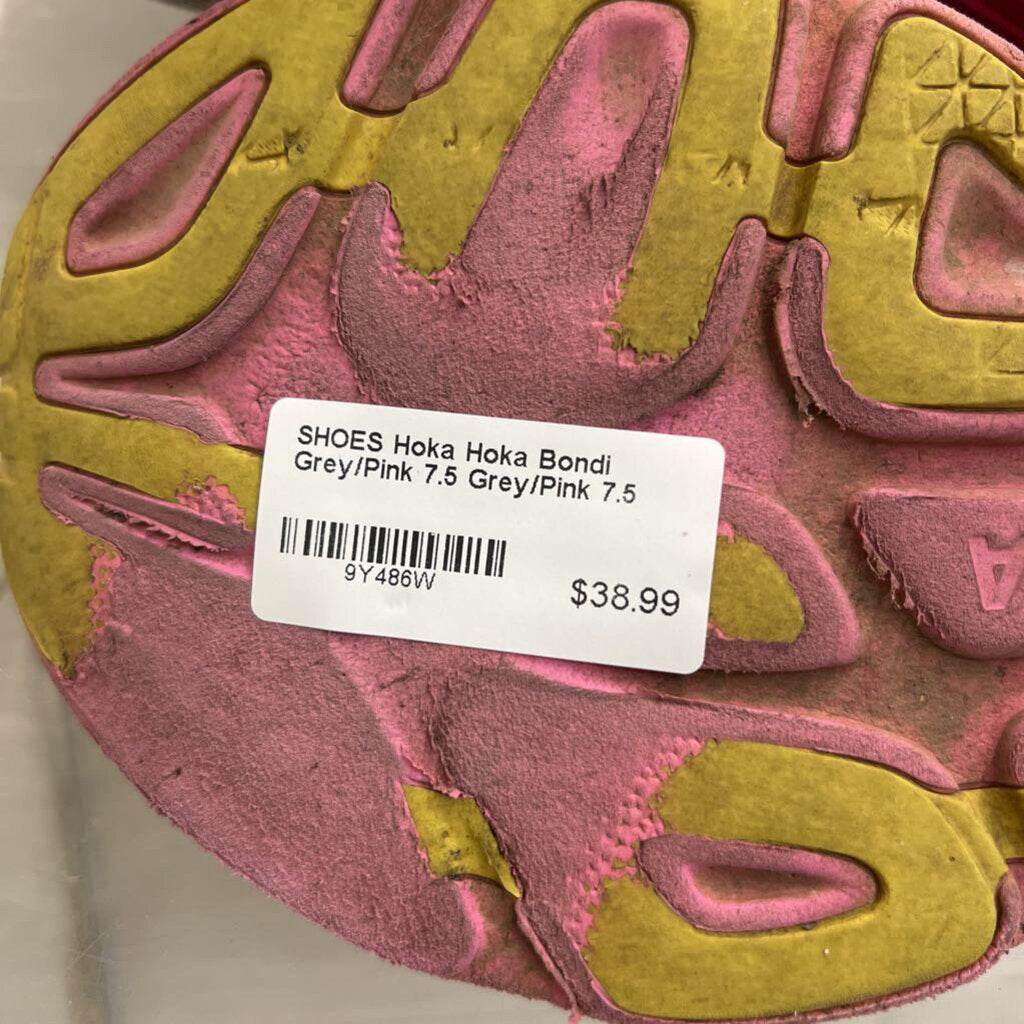 SHOES Hoka Hoka Bondi
Grey/Pink 7.5 Grey/Pink 7.5
9Y486W
$38.99
A